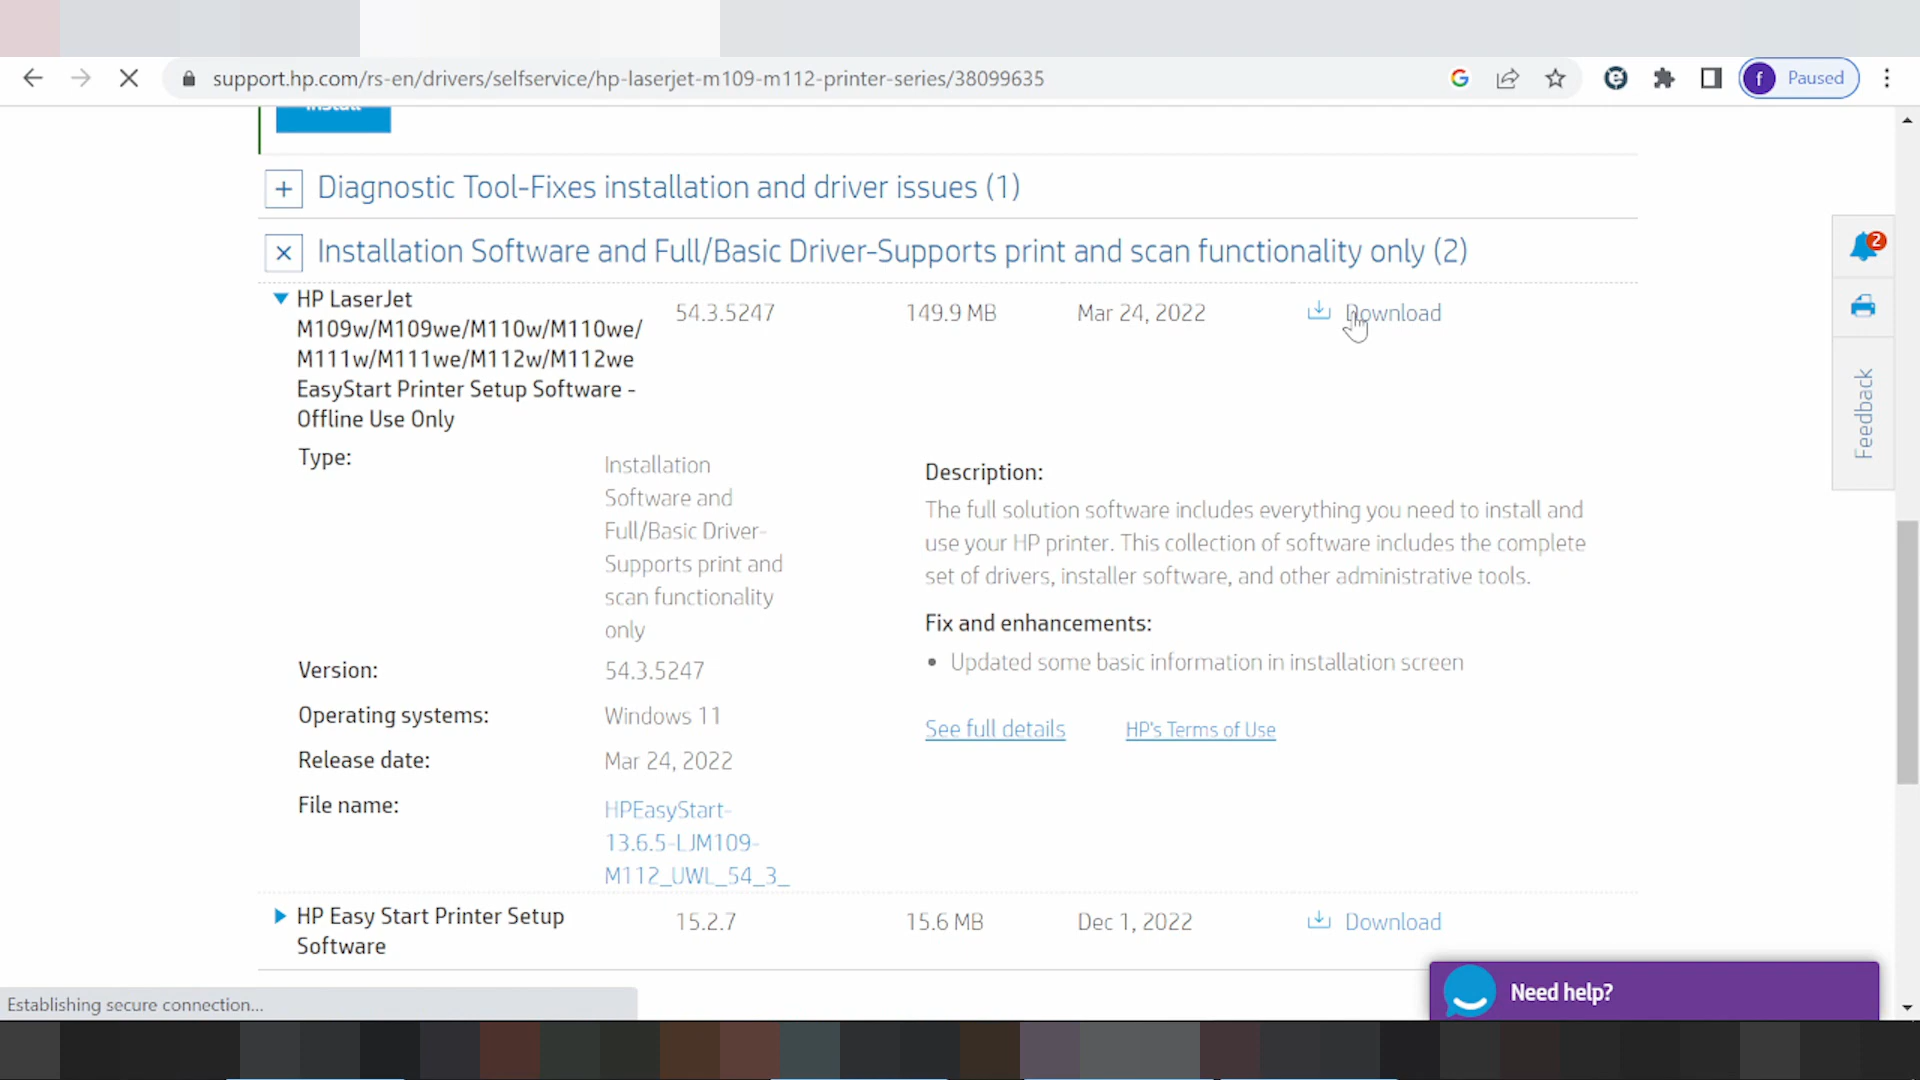 support.hp.com/rs-en/drivers/selfservice/hp-laserjet-m109-m112-printer-series/38099635
G
f Paused
Install
+ Diagnostic Tool-Fixes installation and driver issues (1)
× Installation Software and Full/Basic Driver-Supports print and scan functionality only (2)
2
HP LaserJet
M109w/M109we/M110w/M110we/
M111w/M111we/M112w/M112we
EasyStart Printer Setup Software -
Offline Use Only
54.3.5247
149.9 MB
Mar 24, 2022
Download
Feedback
Type:
Installation
Software and
Full/Basic Driver-
Supports print and
scan functionality
only
Version:
54.3.5247
Operating systems:
Windows 11
Release date:
Mar 24, 2022
File name:
HPEasyStart-
13.6.5-LJM109-
M112_UWL_54_3_
Description:
The full solution software includes everything you need to install and
use your HP printer. This collection of software includes the complete
set of drivers, installer software, and other administrative tools.
Fix and enhancements:
• Updated some basic information in installation screen
See full details
HP's Terms of Use
HP Easy Start Printer Setup
Software
15.2.7
15.6 MB
Dec 1, 2022
Download
Need help?
Establishing secure connection...